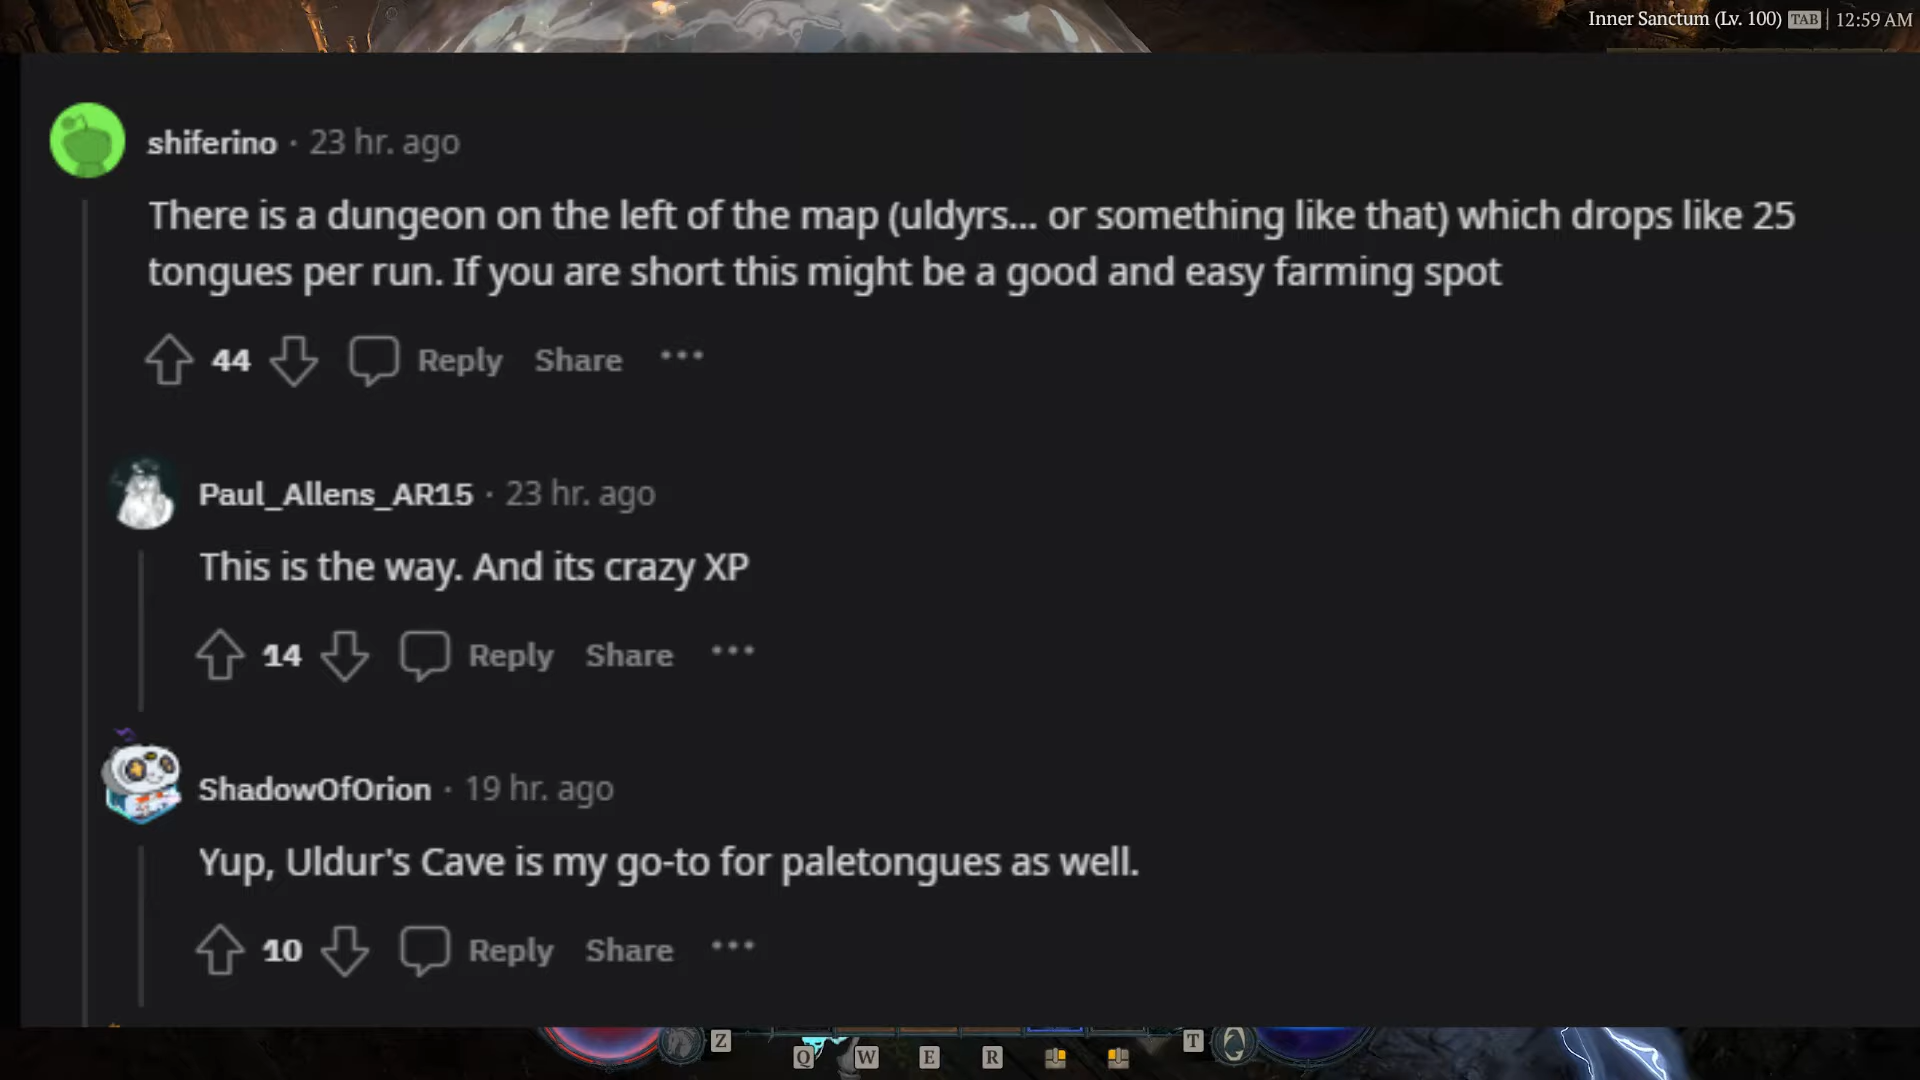 Inner Sanctum (Lv. 100) TAB | 12:59 AM
shiferino · 23 hr. ago
There is a dungeon on the left of the map (uldyrs... or something like that) which drops like 25
tongues per run. If you are short this might be a good and easy farming spot
44 Reply Share ...
Paul_Allens_AR15 · 23 hr. ago
This is the way. And its crazy XP
14 Reply Share ...
ShadowOfOrion · 19 hr. ago
Yup, Uldur's Cave is my go-to for paletongues as well.
10 Reply Share ...
Z T
Q W E R